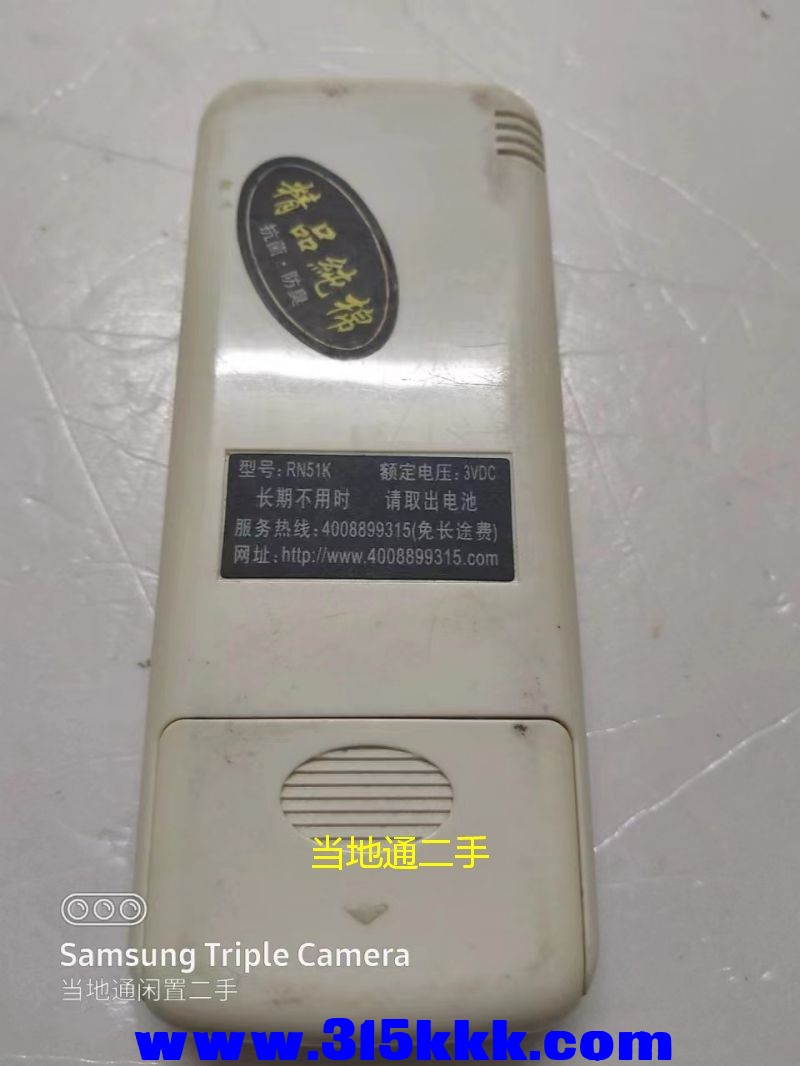 精品純棉
抗菌·防臭
型号:RN51K 额定电压:3VDC
长期不用时 请取出电池
服务热线:4008899315(免长途费)
网址:http://www.4008899315.com
当地通二手
Samsung Triple Camera
当地通闲置二手
www.315kkk.com